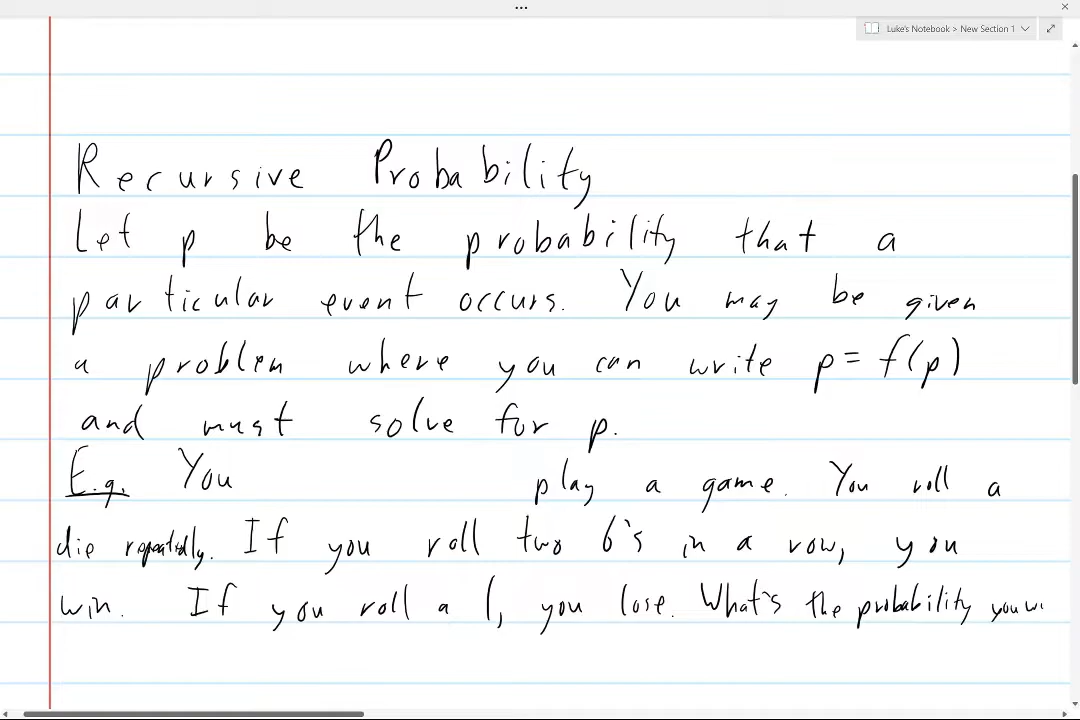 ...
Luke's Notebook > New Section 1
Recursive Probability
Let p be the probability that a
particular event occurs. You may be given
a problem where you can write p = f(p)
and must solve for p.
E.g. You play a game. You roll a
die repeatedly. If you roll two 6's in a row, you
win. If you roll a 1, you lose. What's the probability you wi